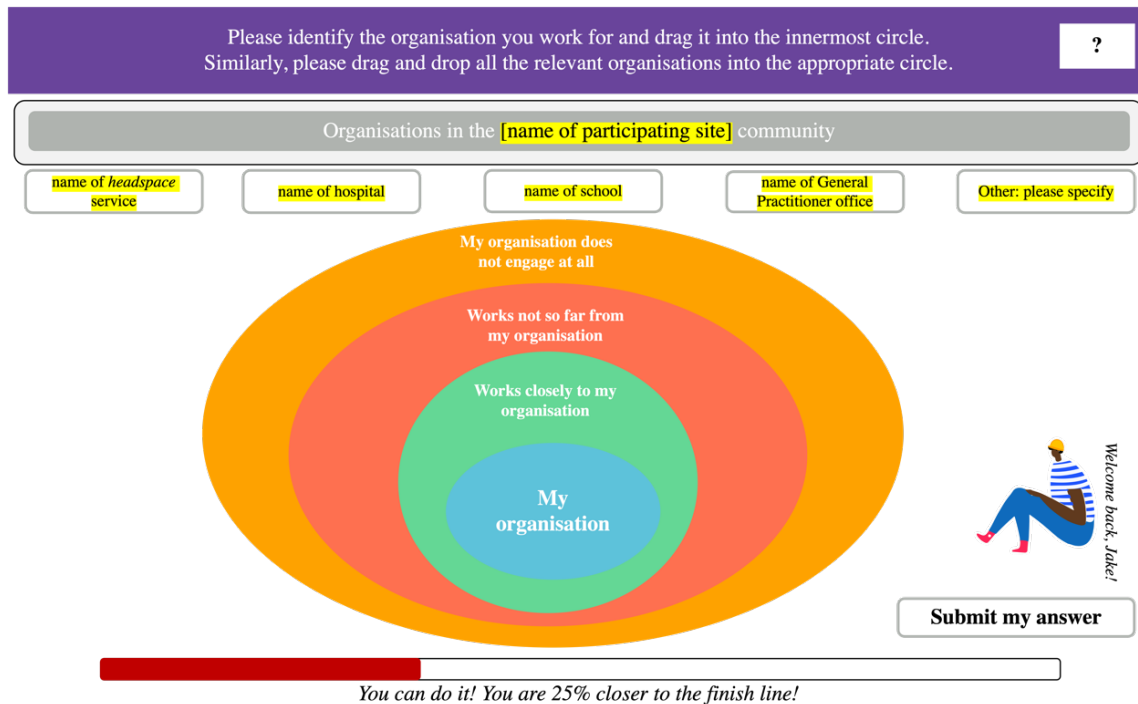 Please identify the organisation you work for and drag it into the innermost circle.
Similarly, please drag and drop all the relevant organisations into the appropriate circle.
?
Organisations in the [name of participating site] community
name of headspace
service
name of hospital
name of school
name of General
Practitioner office
Other: please specify
My organisation does
not engage at all
Works not so far from
my organisation
Works closely to my
organisation
My
organisation
Welcome back, Jake!
Submit my answer
You can do it! You are 25% closer to the finish line!